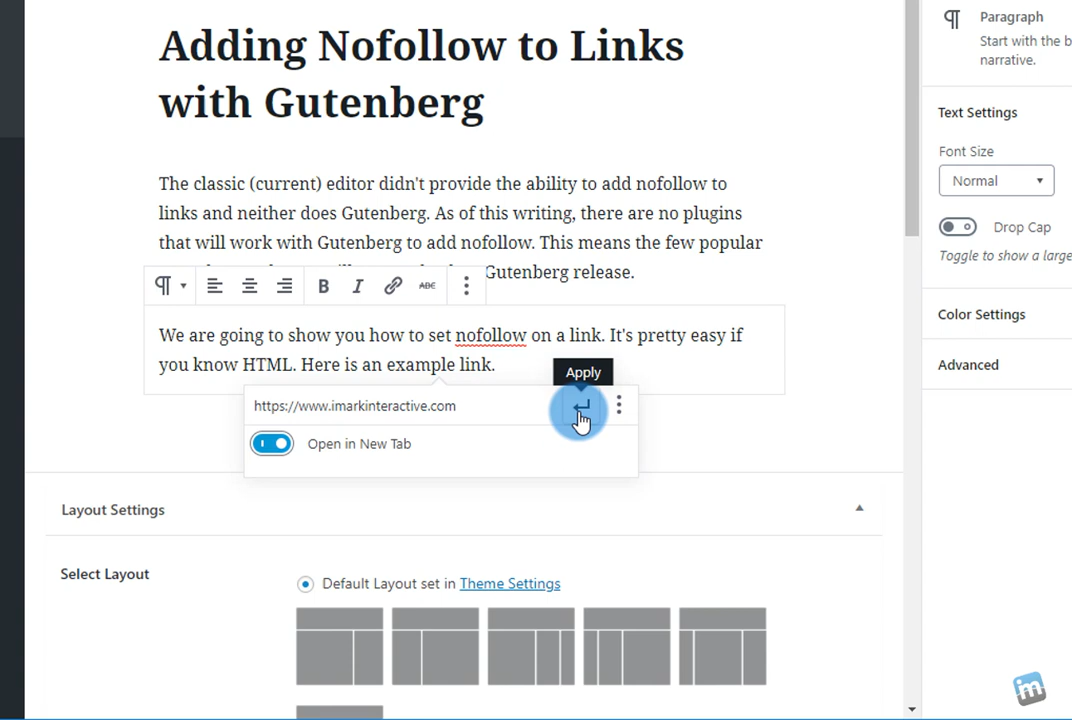 Adding Nofollow to Links
with Gutenberg
The classic (current) editor didn't provide the ability to add nofollow to
links and neither does Gutenberg. As of this writing, there are no plugins
that will work with Gutenberg to add nofollow. This means the few popular
Gutenberg release.
B I ABC
We are going to show you how to set nofollow on a link. It's pretty easy if
you know HTML. Here is an example link.
Apply
https://www.imarkinteractive.com
Open in New Tab
Layout Settings
Select Layout
Default Layout set in Theme Settings
Paragraph
Start with the b
narrative.
Text Settings
Font Size
Normal
Drop Cap
Toggle to show a large
Color Settings
Advanced
im